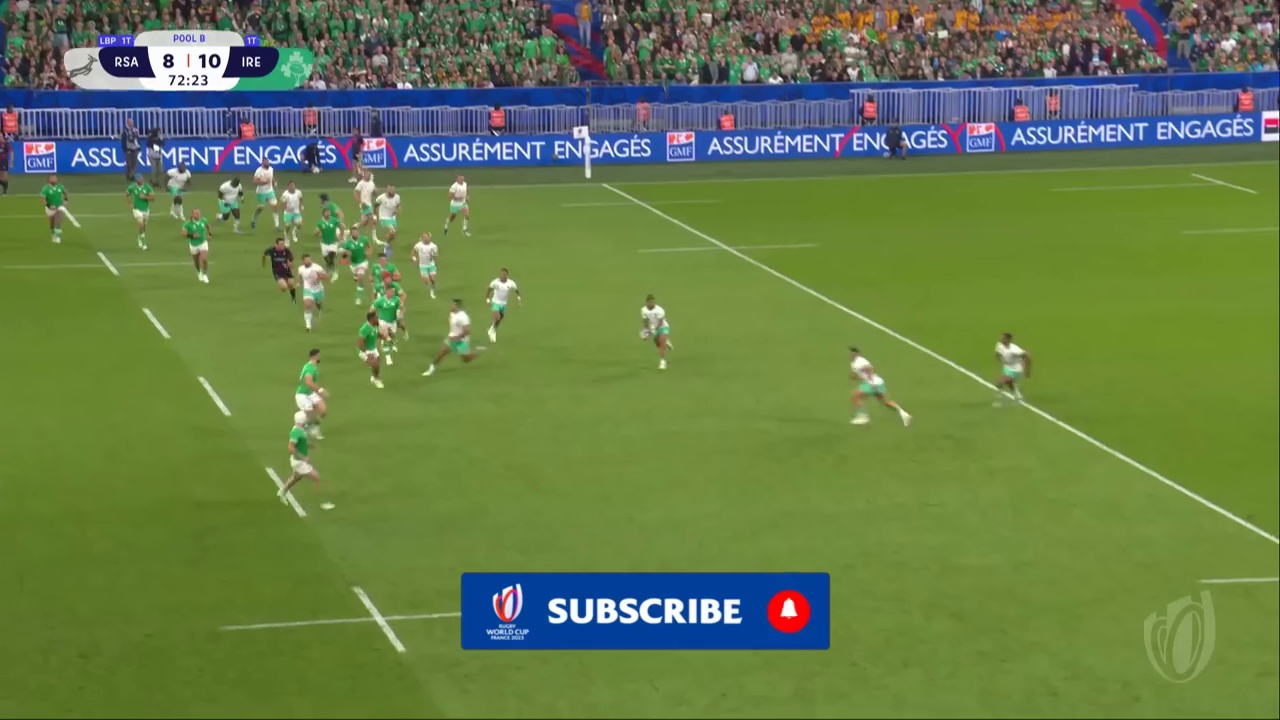 LBP 1T POOL B 1T
RSA 8 | 10 IRE
72:23
GMF ASSURÉMENT ENGAGÉS GMF ASSURÉMENT ENGAGÉS GMF ASSURÉMENT ENGAGÉS GMF ASSURÉMENT ENGAGÉS
RUGBY
WORLD CUP
FRANCE 2023
SUBSCRIBE